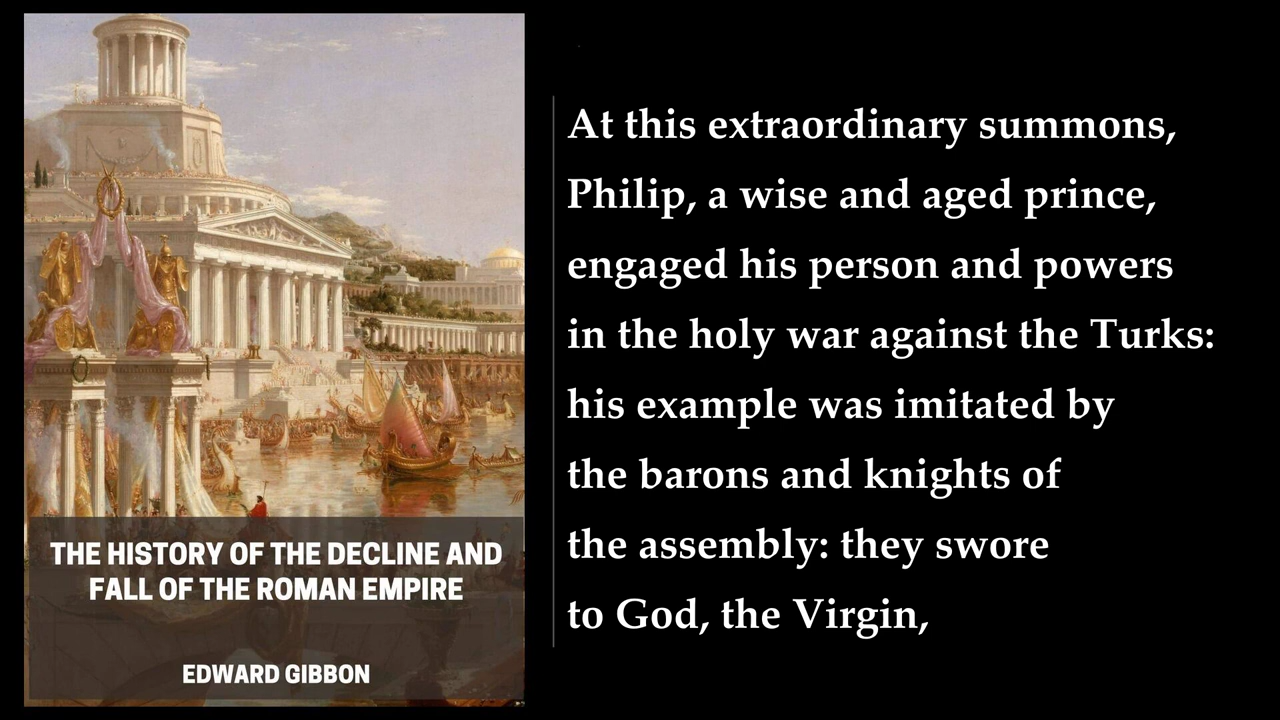 THE HISTORY OF THE DECLINE AND
FALL OF THE ROMAN EMPIRE
EDWARD GIBBON
At this extraordinary summons,
Philip, a wise and aged prince,
engaged his person and powers
in the holy war against the Turks:
his example was imitated by
the barons and knights of
the assembly: they swore
to God, the Virgin,